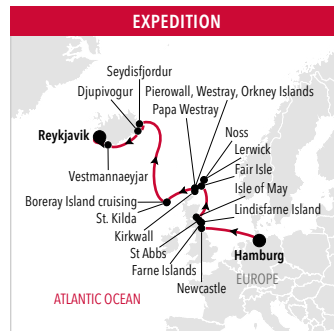 EXPEDITION
Seydisfjordur
Djupivogur
Pierowall, Westray, Orkney Islands
Papa Westray
Noss
Reykjavik
Lerwick
Fair Isle
Vestmannaeyjar
Isle of May
Boreray Island cruising
Lindisfarne Island
St. Kilda
Kirkwall
St Abbs
Hamburg
Farne Islands
EUROPE
Newcastle
ATLANTIC OCEAN